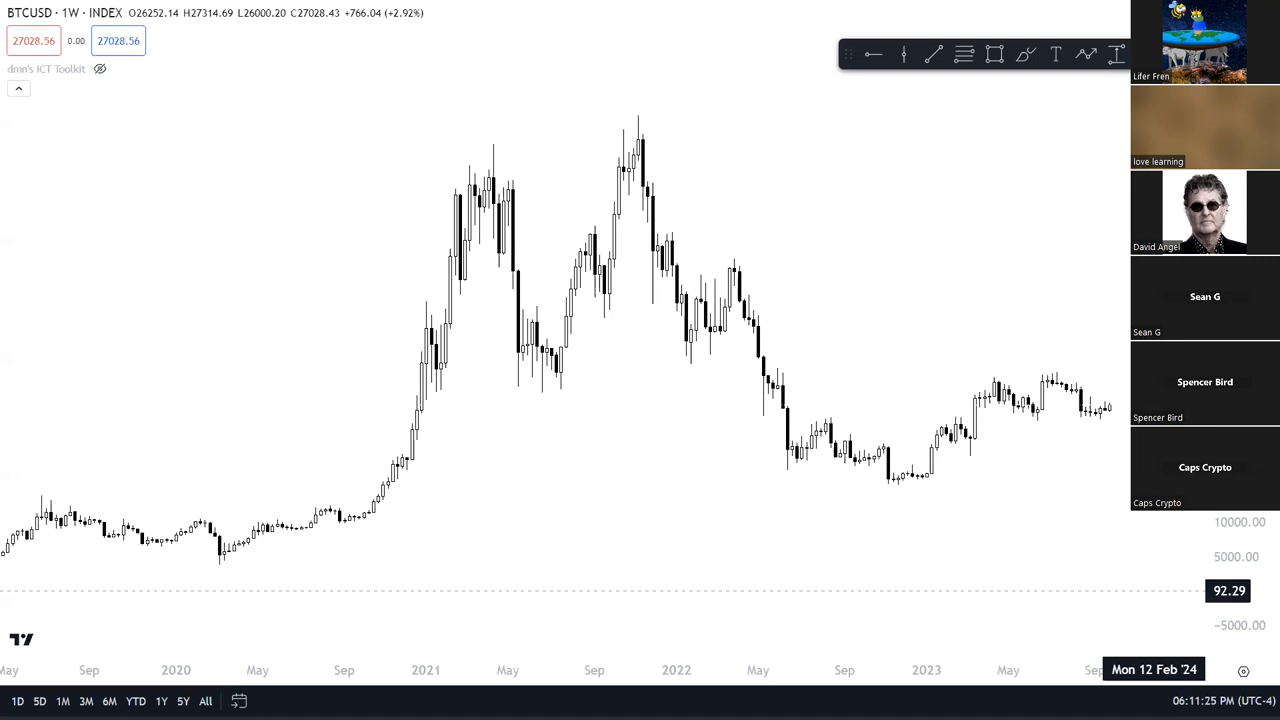 BTCUSD · 1W · INDEX O26252.14 H27314.69 L26000.20 C27028.43 +766.04 (+2.92%)
27028.56 0.00 27028.56
dmn's ICT Toolkit
Lifer Fren
love learning
David Angel
Sean G
Sean G
Spencer Bird
Spencer Bird
Caps Crypto
Caps Crypto
10000.00
5000.00
92.29
−5000.00
May Sep 2020 May Sep 2021 May Sep 2022 May Sep 2023 May Sep Mon 12 Feb '24
1D 5D 1M 3M 6M YTD 1Y 5Y All 06:11:25 PM (UTC-4)